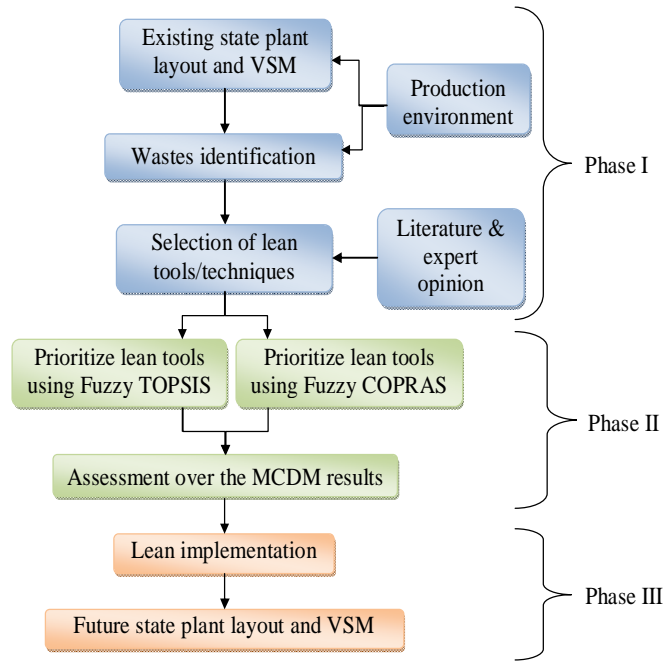 Existing state plant
layout and VSM
Production
environment
Wastes identification
Phase I
Selection of lean
tools/techniques
Literature &
expert
opinion
Prioritize lean tools
using Fuzzy TOPSIS
Prioritize lean tools
using Fuzzy COPRAS
Phase II
Assessment over the MCDM results
Lean implementation
Phase III
Future state plant layout and VSM